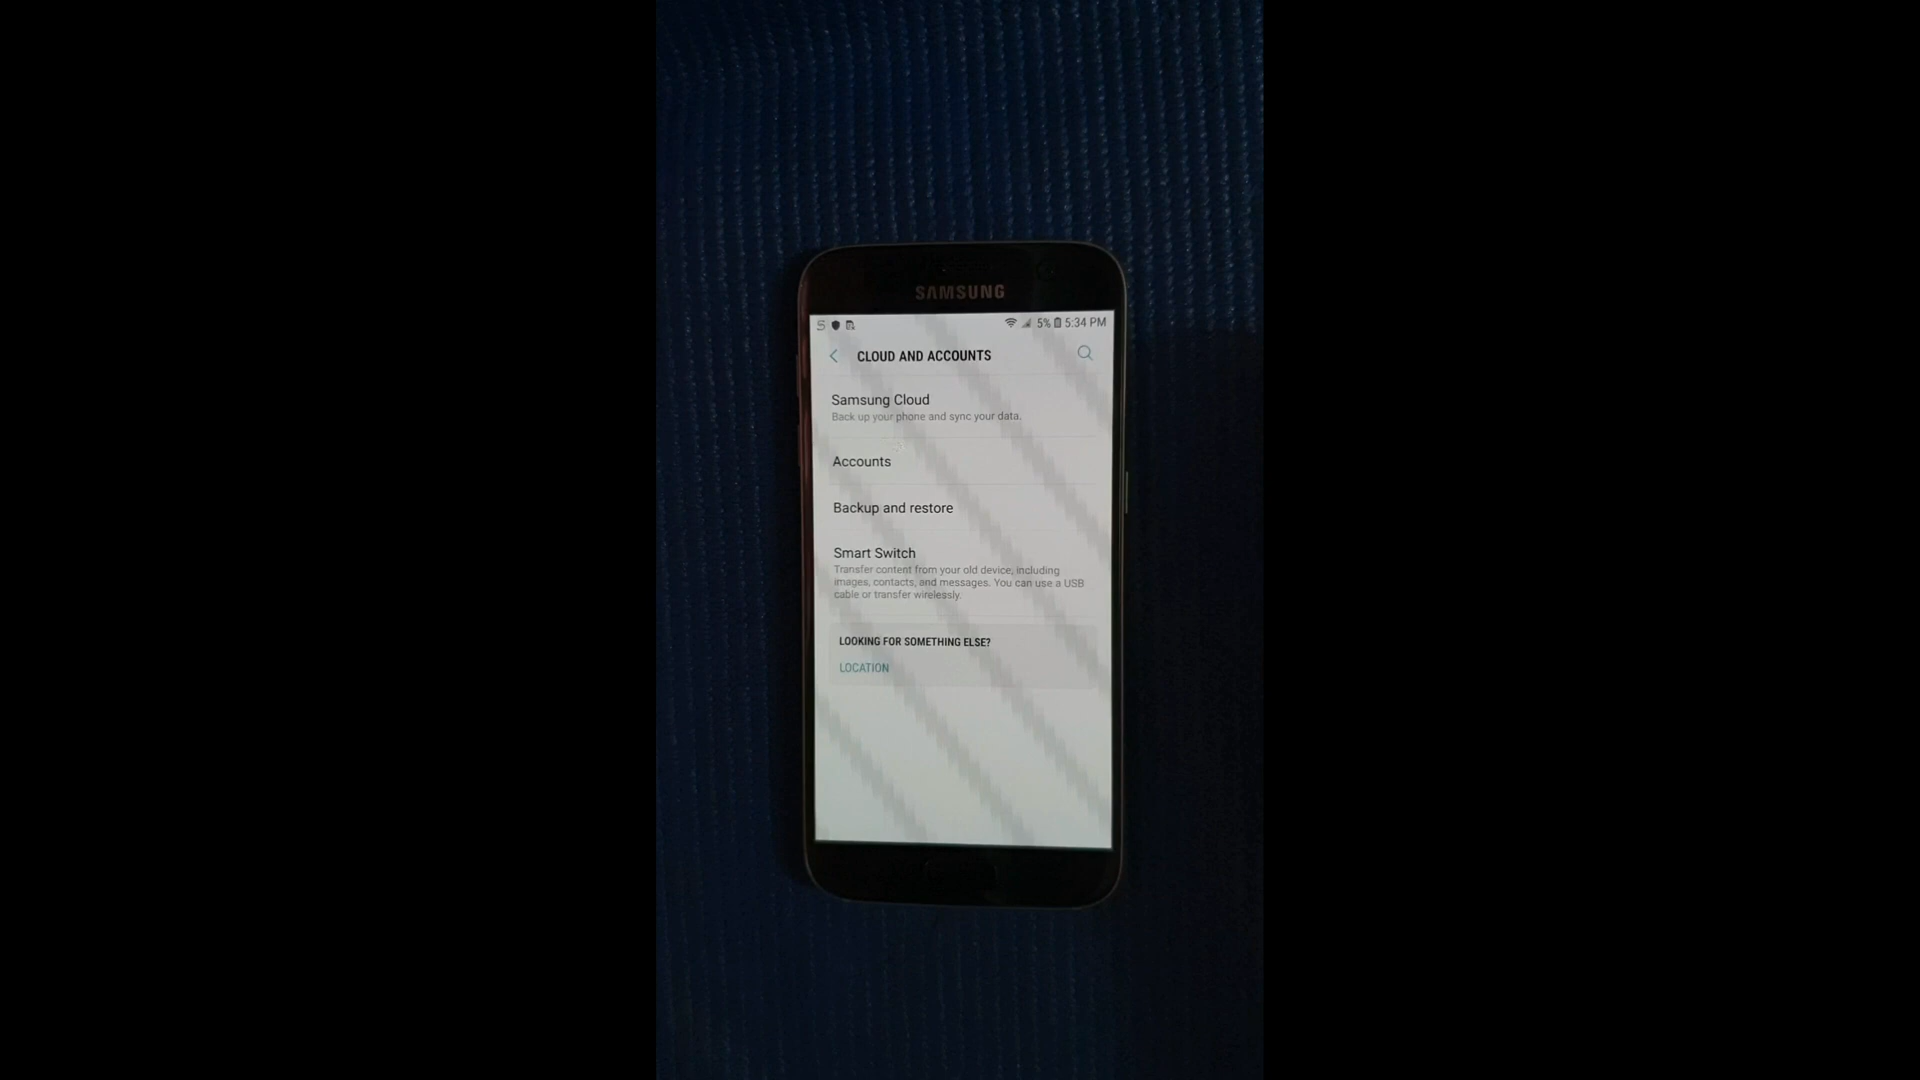 SAMSUNG
5% 5:34 PM
CLOUD AND ACCOUNTS
Samsung Cloud
Back up your phone and sync your data.
Accounts
Backup and restore
Smart Switch
Transfer content from your old device, including
images, contacts, and messages. You can use a USB
cable or transfer wirelessly.
LOOKING FOR SOMETHING ELSE?
LOCATION